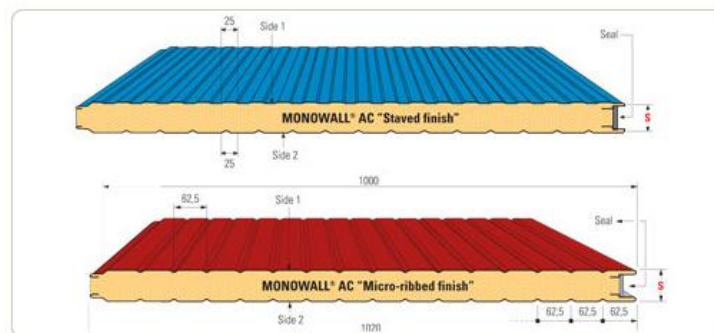 25
Side 1
Seal
MONOWALL® AC "Staved finish"
S
25
Side 2
1000
62,5
Side 1
Seal
MONOWALL® AC "Micro-ribbed finish"
S
Side 2
62,5
62,5
62,5
1020